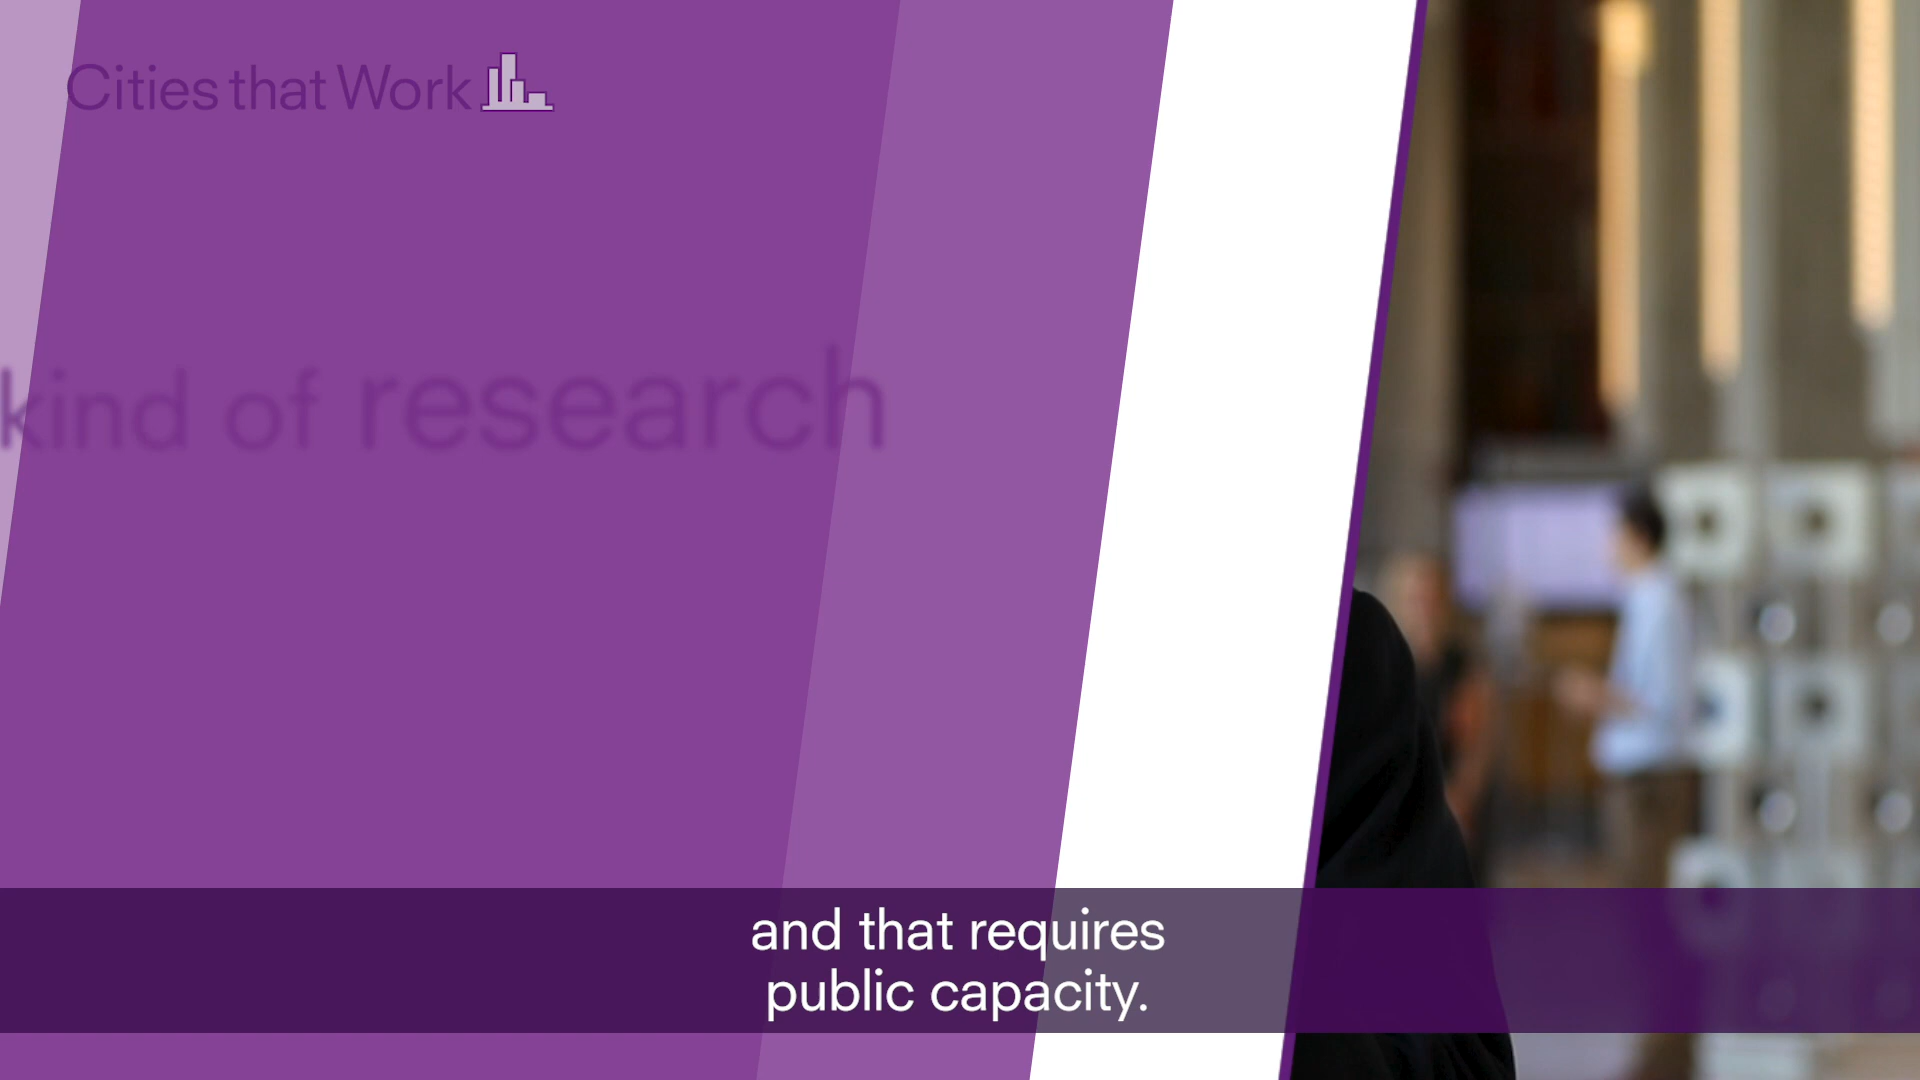 Cities that Work
kind of research
and that requires
public capacity.